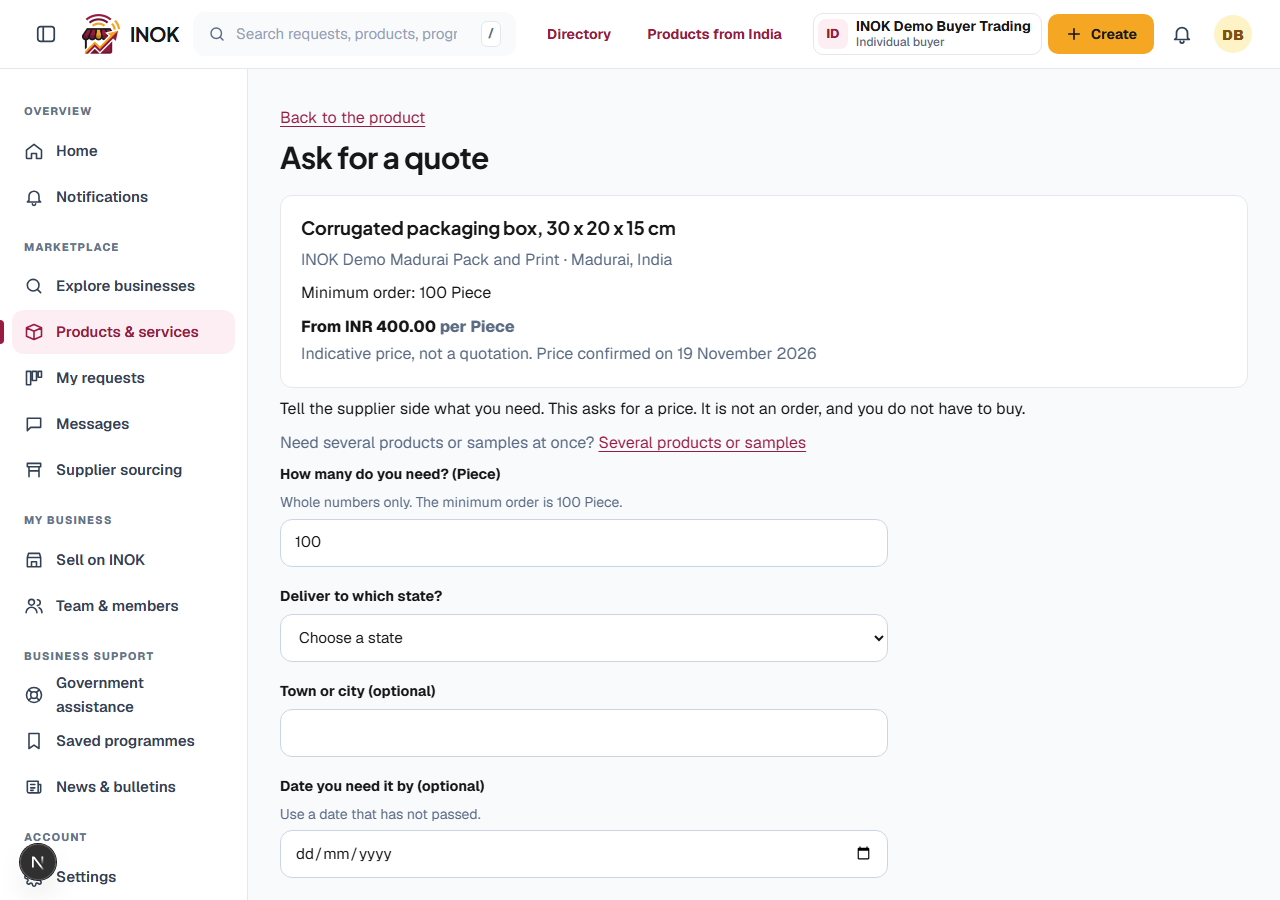 INOK
Search requests, products, progr
/
Directory
Products from India
ID
INOK Demo Buyer Trading
Individual buyer
Create
DB
OVERVIEW
Home
Notifications
MARKETPLACE
Explore businesses
Products & services
My requests
Messages
Supplier sourcing
MY BUSINESS
Sell on INOK
Team & members
BUSINESS SUPPORT
Government
assistance
Saved programmes
News & bulletins
ACCOUNT
N
Settings
Back to the product
Ask for a quote
Corrugated packaging box, 30 x 20 x 15 cm
INOK Demo Madurai Pack and Print · Madurai, India
Minimum order: 100 Piece
From INR 400.00 per Piece
Indicative price, not a quotation. Price confirmed on 19 November 2026
Tell the supplier side what you need. This asks for a price. It is not an order, and you do not have to buy.
Need several products or samples at once? Several products or samples
How many do you need? (Piece)
Whole numbers only. The minimum order is 100 Piece.
100
Deliver to which state?
Choose a state
Town or city (optional)
Date you need it by (optional)
Use a date that has not passed.
dd/mm/yyyy